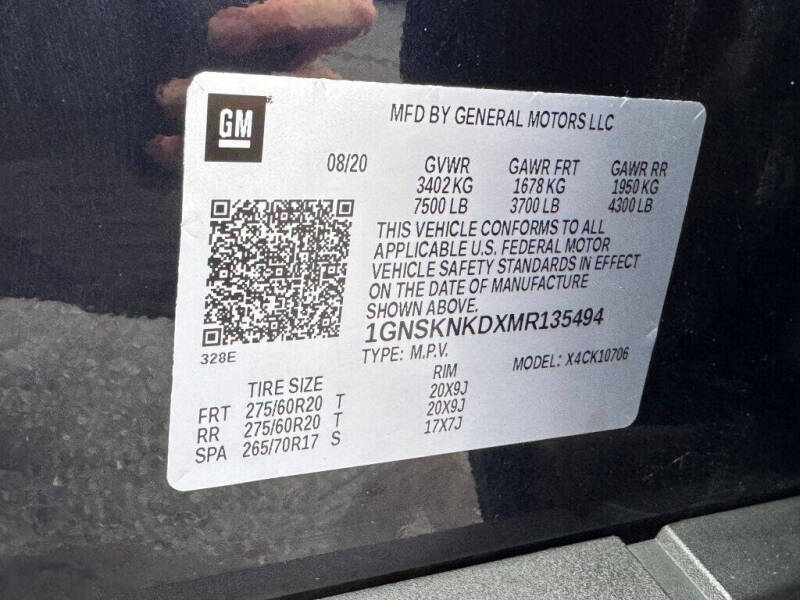 GM
MFD BY GENERAL MOTORS LLC
08/20 GVWR GAWR FRT GAWR RR
3402 KG 1678 KG 1950 KG
7500 LB 3700 LB 4300 LB
THIS VEHICLE CONFORMS TO ALL
APPLICABLE U.S. FEDERAL MOTOR
VEHICLE SAFETY STANDARDS IN EFFECT
ON THE DATE OF MANUFACTURE
SHOWN ABOVE.
1GNSKNKDXMR135494
328E
TYPE: M.P.V. MODEL: X4CK10706
TIRE SIZE RIM
FRT 275/60R20 T 20X9J
RR 275/60R20 T 20X9J
SPA 265/70R17 S 17X7J